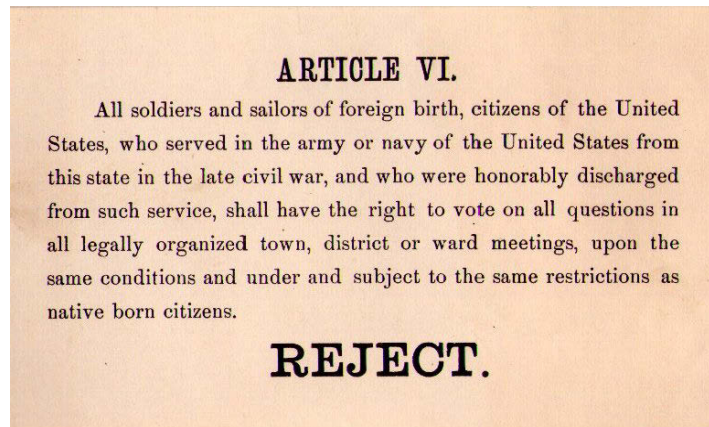 ARTICLE VI.
All soldiers and sailors of foreign birth, citizens of the United
States, who served in the army or navy of the United States from
this state in the late civil war, and who were honorably discharged
from such service, shall have the right to vote on all questions in
all legally organized town, district or ward meetings, upon the
same conditions and under and subject to the same restrictions as
native born citizens.
REJECT.